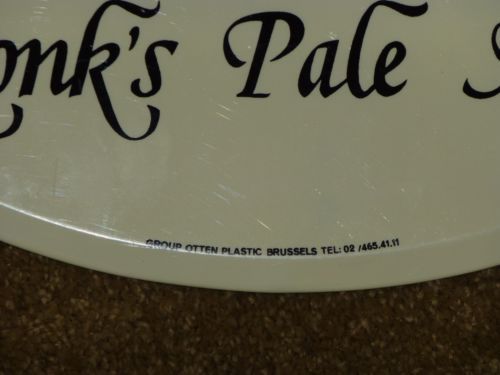 onk's Pale
GROUP OTTEN PLASTIC BRUSSELS TEL: 02 /465.41.11